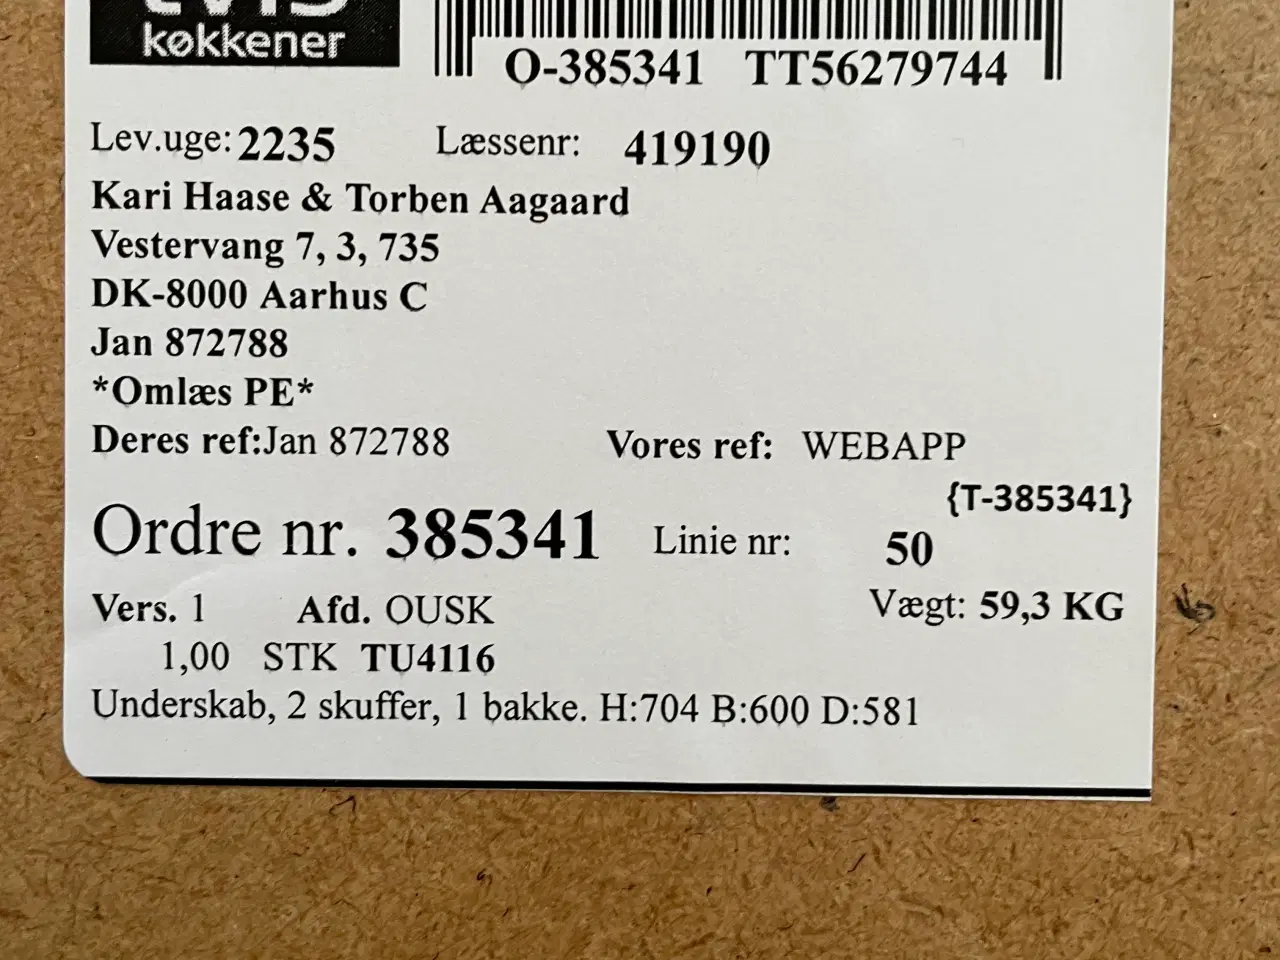 køkkener
O-385341 TT56279744
Lev.uge: 2235 Læssenr: 419190
Kari Haase & Torben Aagaard
Vestervang 7, 3, 735
DK-8000 Aarhus C
Jan 872788
*Omlæs PE*
Deres ref:Jan 872788 Vores ref: WEBAPP
{T-385341}
Ordre nr. 385341 Linie nr: 50
Vers. 1 Afd. OUSK Vægt: 59,3 KG
1,00 STK TU4116
Underskab, 2 skuffer, 1 bakke. H:704 B:600 D:581